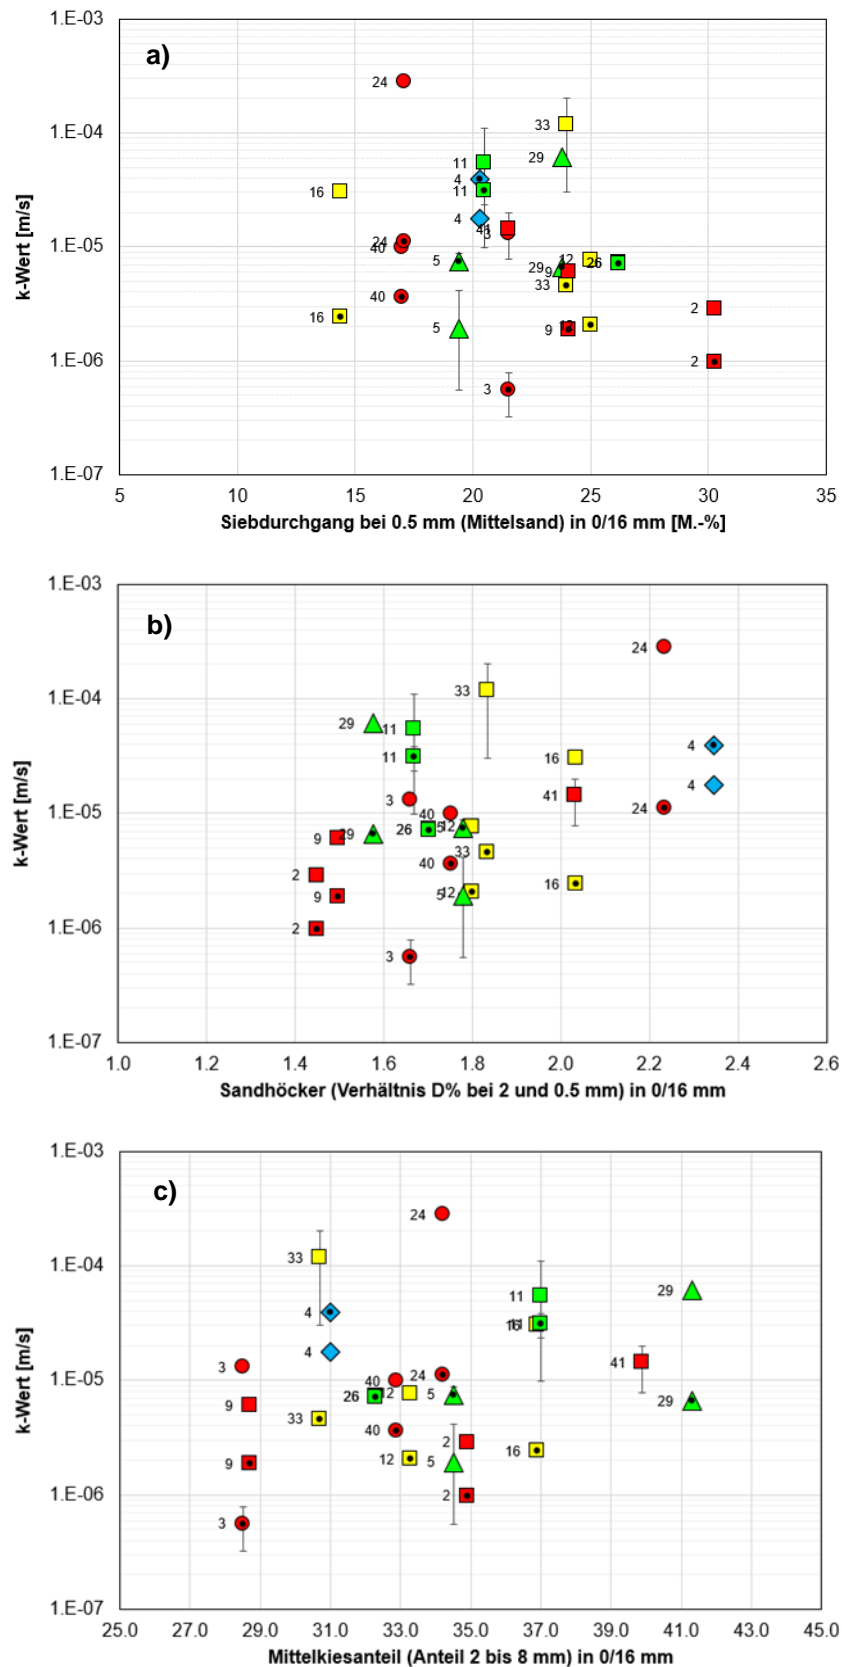 1.E-03
a)
24
1.E-04
33
29
11
4
16
11
4
41
3
24
1.E-05
40
5
12
26
29
9
33
40
2
16
5
9
12
1.E-06
2
3
1.E-07
5 10 15 20 25 30 35
k-Wert [m/s]
Siebdurchgang bei 0.5 mm (Mittelsand) in 0/16 mm [M.-%]
1.E-03
b)
24
1.E-04
33
29
11
4
11
16
4
41
3
24
1.E-05
40
26
5
12
9
29
33
40
2
16
12
9
5
2
1.E-06
3
1.E-07
1.0 1.2 1.4 1.6 1.8 2.0 2.2 2.4 2.6
k-Wert [m/s]
Sandhöcker (Verhältnis D% bei 2 und 0.5 mm) in 0/16 mm
1.E-03
c)
24
1.E-04
33
29
11
4
16
11
4
41
3
24
1.E-05
40
12
5
26
29
9
33
40
2
16
12
5
9
2
1.E-06
3
1.E-07
25.0 27.0 29.0 31.0 33.0 35.0 37.0 39.0 41.0 43.0 45.0
k-Wert [m/s]
Mittelkiesanteil (Anteil 2 bis 8 mm) in 0/16 mm